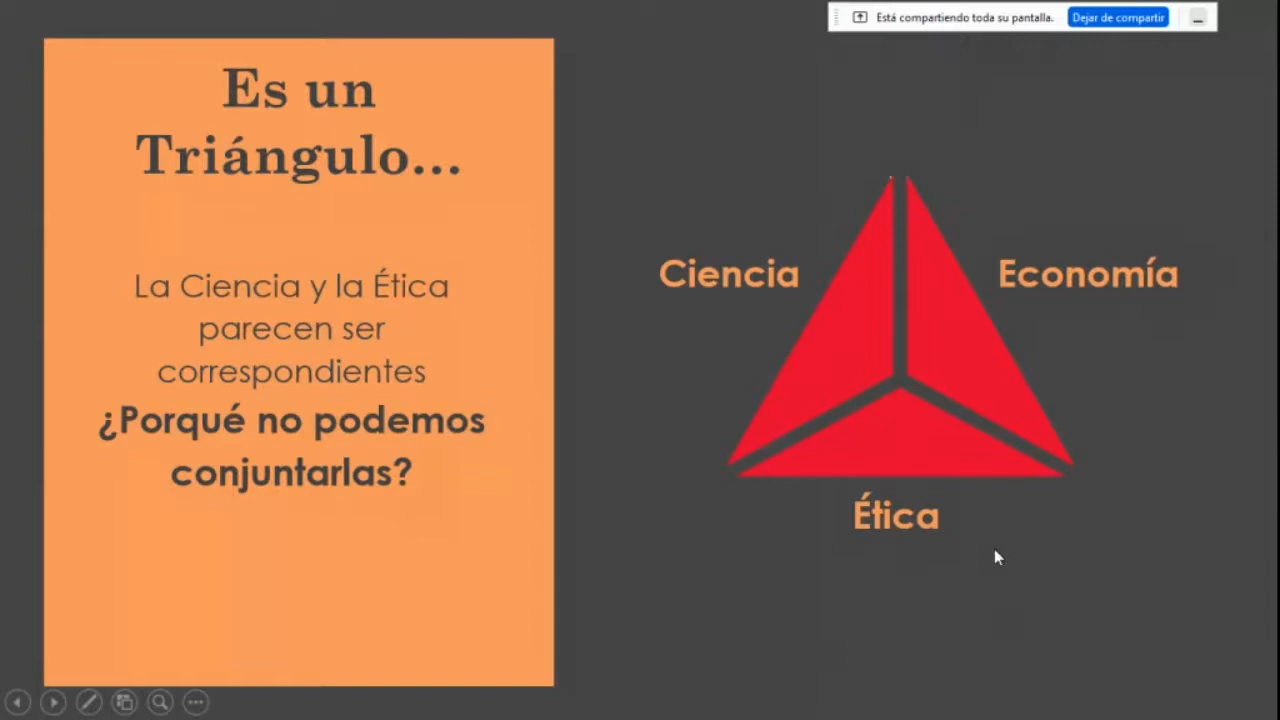 Está compartiendo toda su pantalla. Dejar de compartir
Es un
Triángulo...
La Ciencia y la Ética
parecen ser
correspondientes
¿Porqué no podemos
conjuntarlas?
Ciencia
Economía
Ética